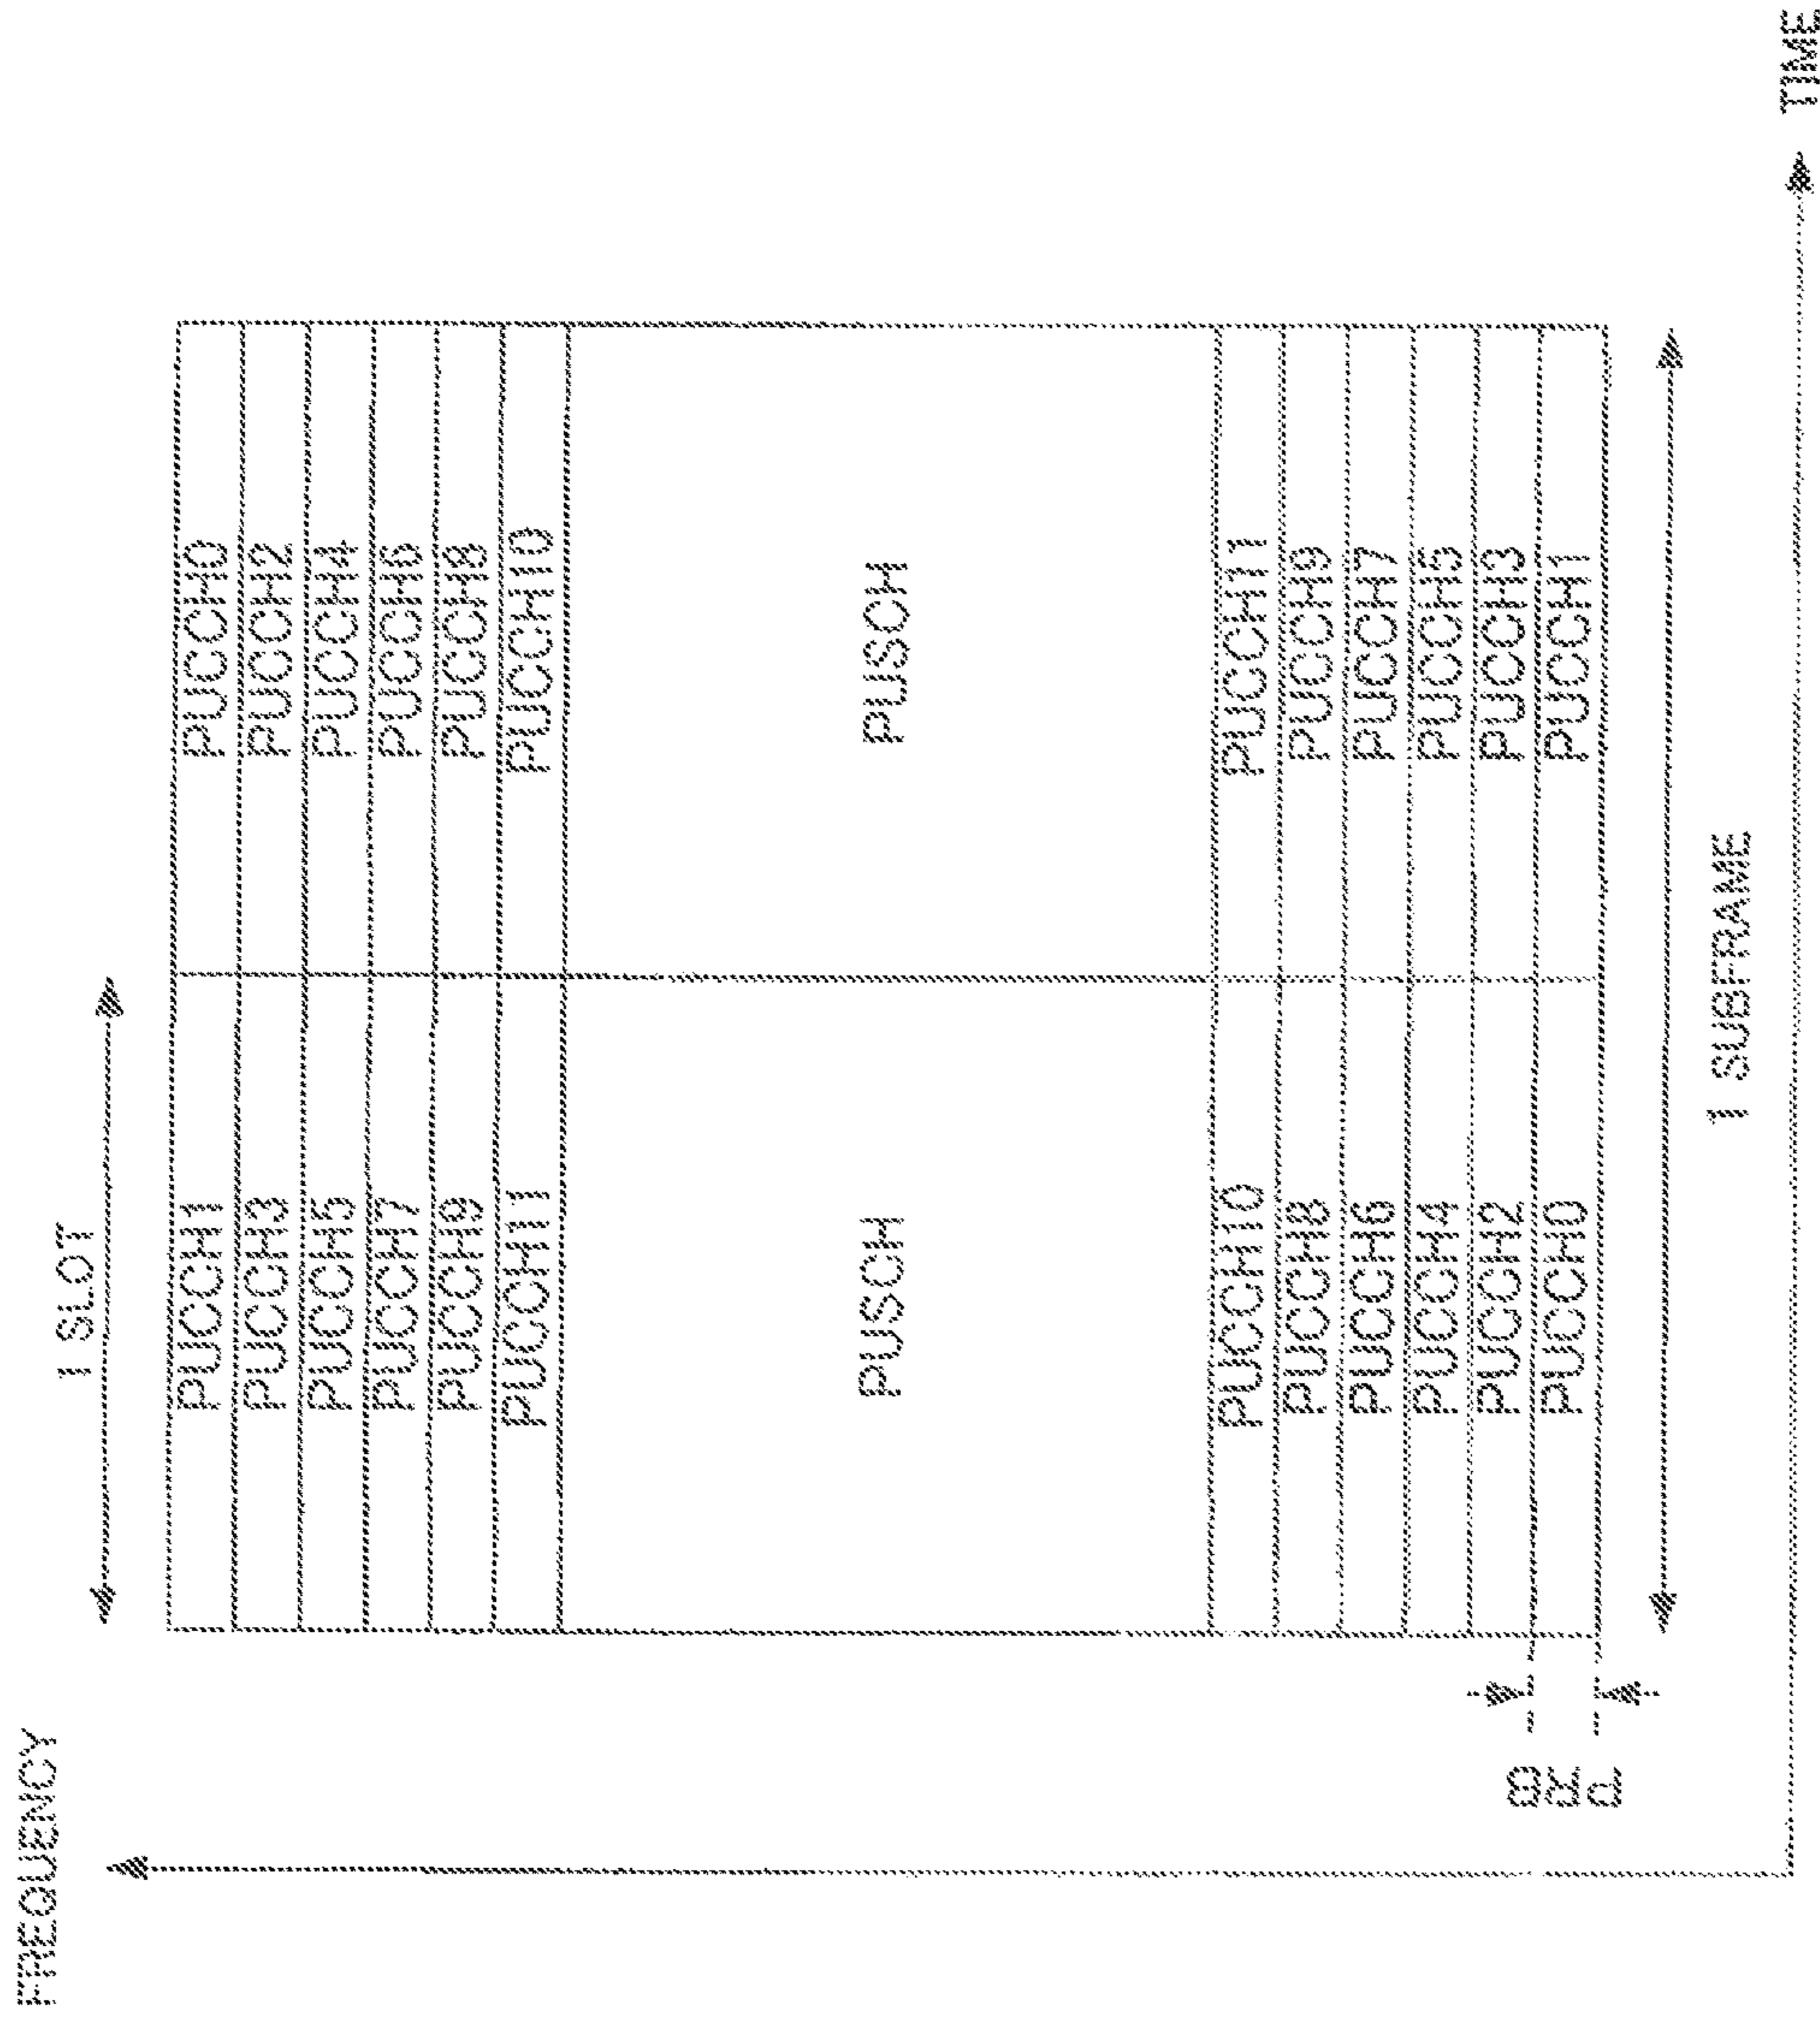 FREQUENCY
1 SLOT
PUCCH1
PUCCH0
PUCCH3
PUCCH2
PUCCH5
PUCCH4
PUCCH7
PUCCH6
PUCCH9
PUCCH8
PUCCH11
PUCCH10
PUSCH
PUSCH
PUCCH10
PUCCH11
PUCCH8
PUCCH9
PUCCH6
PUCCH7
PUCCH4
PUCCH5
PUCCH2
PUCCH3
PUCCH0
PUCCH1
PRB
1 SUBFRAME
TIME